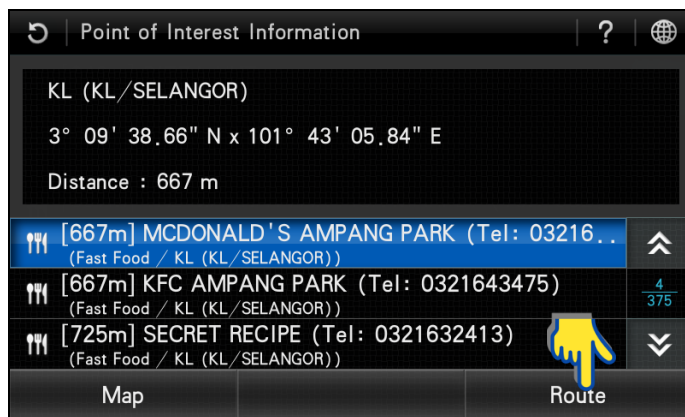 Point of Interest Information
?
KL (KL/SELANGOR)
3° 09' 38.66" N x 101° 43' 05.84" E
Distance : 667 m
[667m] MCDONALD'S AMPANG PARK (Tel: 03216..
(Fast Food / KL (KL/SELANGOR))
[667m] KFC AMPANG PARK (Tel: 0321643475)
(Fast Food / KL (KL/SELANGOR))
4
375
[725m] SECRET RECIPE (Tel: 0321632413)
(Fast Food / KL (KL/SELANGOR))
Map
Route